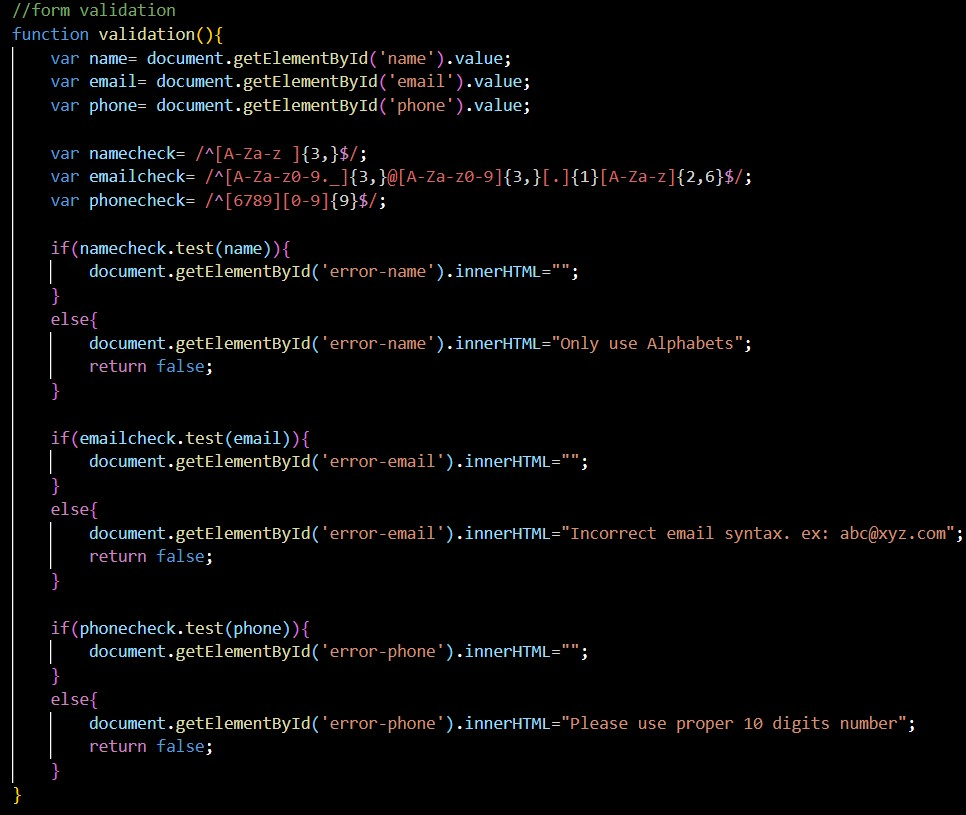 //form validation
function validation(){
    var name= document.getElementById('name').value;
    var email= document.getElementById('email').value;
    var phone= document.getElementById('phone').value;

    var namecheck= /^[A-Za-z ]{3,}$/;
    var emailcheck= /^[A-Za-z0-9._]{3,}@[A-Za-z0-9]{3,}[.]{1}[A-Za-z]{2,6}$/;
    var phonecheck= /^[6789][0-9]{9}$/;

    if(namecheck.test(name)){
        document.getElementById('error-name').innerHTML="";
    }
    else{
        document.getElementById('error-name').innerHTML="Only use Alphabets";
        return false;
    }

    if(emailcheck.test(email)){
        document.getElementById('error-email').innerHTML="";
    }
    else{
        document.getElementById('error-email').innerHTML="Incorrect email syntax. ex: abc@xyz.com";
        return false;
    }

    if(phonecheck.test(phone)){
        document.getElementById('error-phone').innerHTML="";
    }
    else{
        document.getElementById('error-phone').innerHTML="Please use proper 10 digits number";
        return false;
    }
}